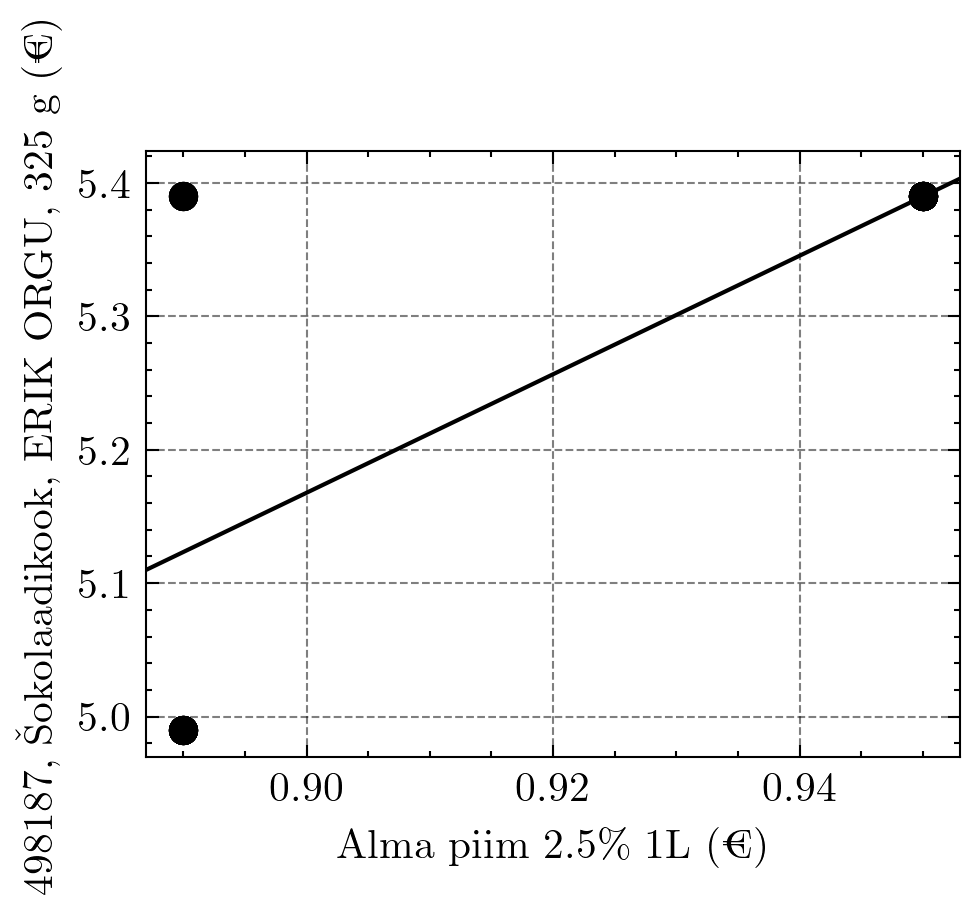 498187, Šokolaadikook, ERIK ORGU, 325 g (€)
5.4
5.3
5.2
5.1
5.0
0.90 0.92 0.94
Alma piim 2.5% 1L (€)